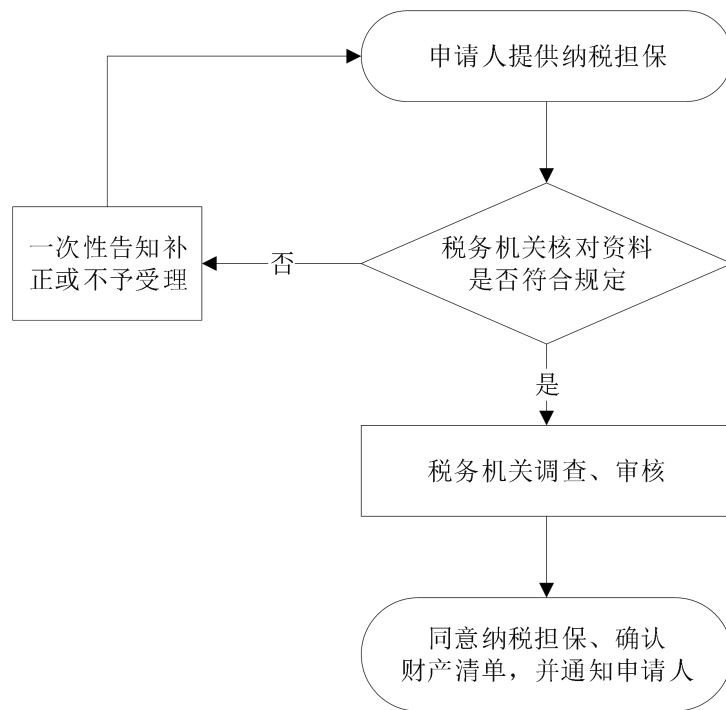 申请人提供纳税担保
税务机关核对资料
是否符合规定
否
一次性告知补
正或不予受理
是
税务机关调查、审核
同意纳税担保、确认
财产清单，并通知申请人